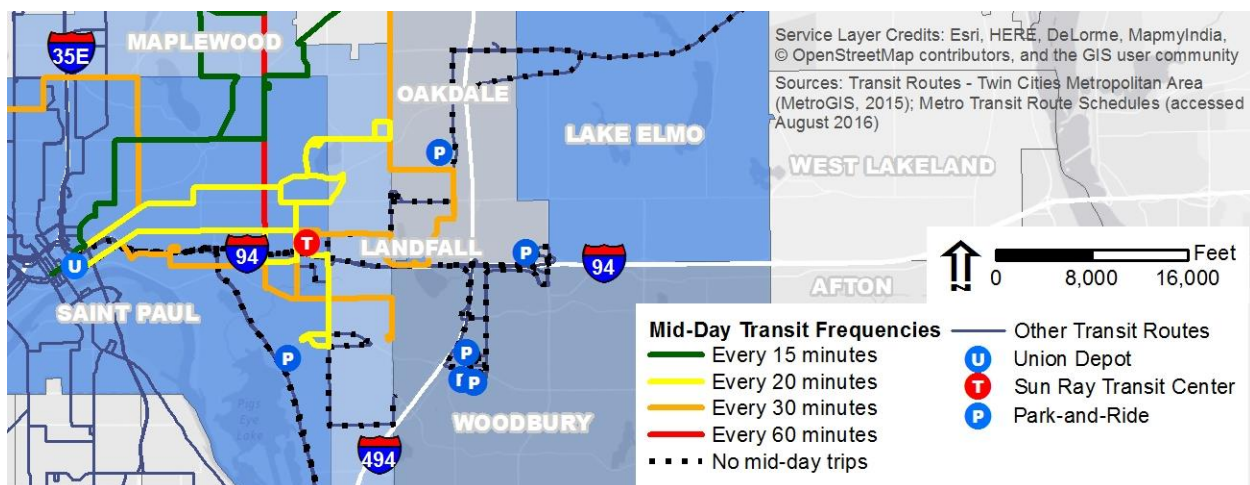 Service Layer Credits: Esri, HERE, DeLorme, MapmyIndia,
© OpenStreetMap contributors, and the GIS user community
Sources: Transit Routes - Twin Cities Metropolitan Area
(MetroGIS, 2015); Metro Transit Route Schedules (accessed
August 2016)
35E
MAPLEWOOD
OAKDALE
LAKE ELMO
WEST LAKELAND
P
T
LANDFALL
P
94
94
U
AFTON
SAINT PAUL
P
P
P
WOODBURY
Pigs
Eye
Lake
494
N
Feet
0
8,000
16,000
Mid-Day Transit Frequencies
Every 15 minutes
Every 20 minutes
Every 30 minutes
Every 60 minutes
No mid-day trips
Other Transit Routes
U
Union Depot
T
Sun Ray Transit Center
P
Park-and-Ride